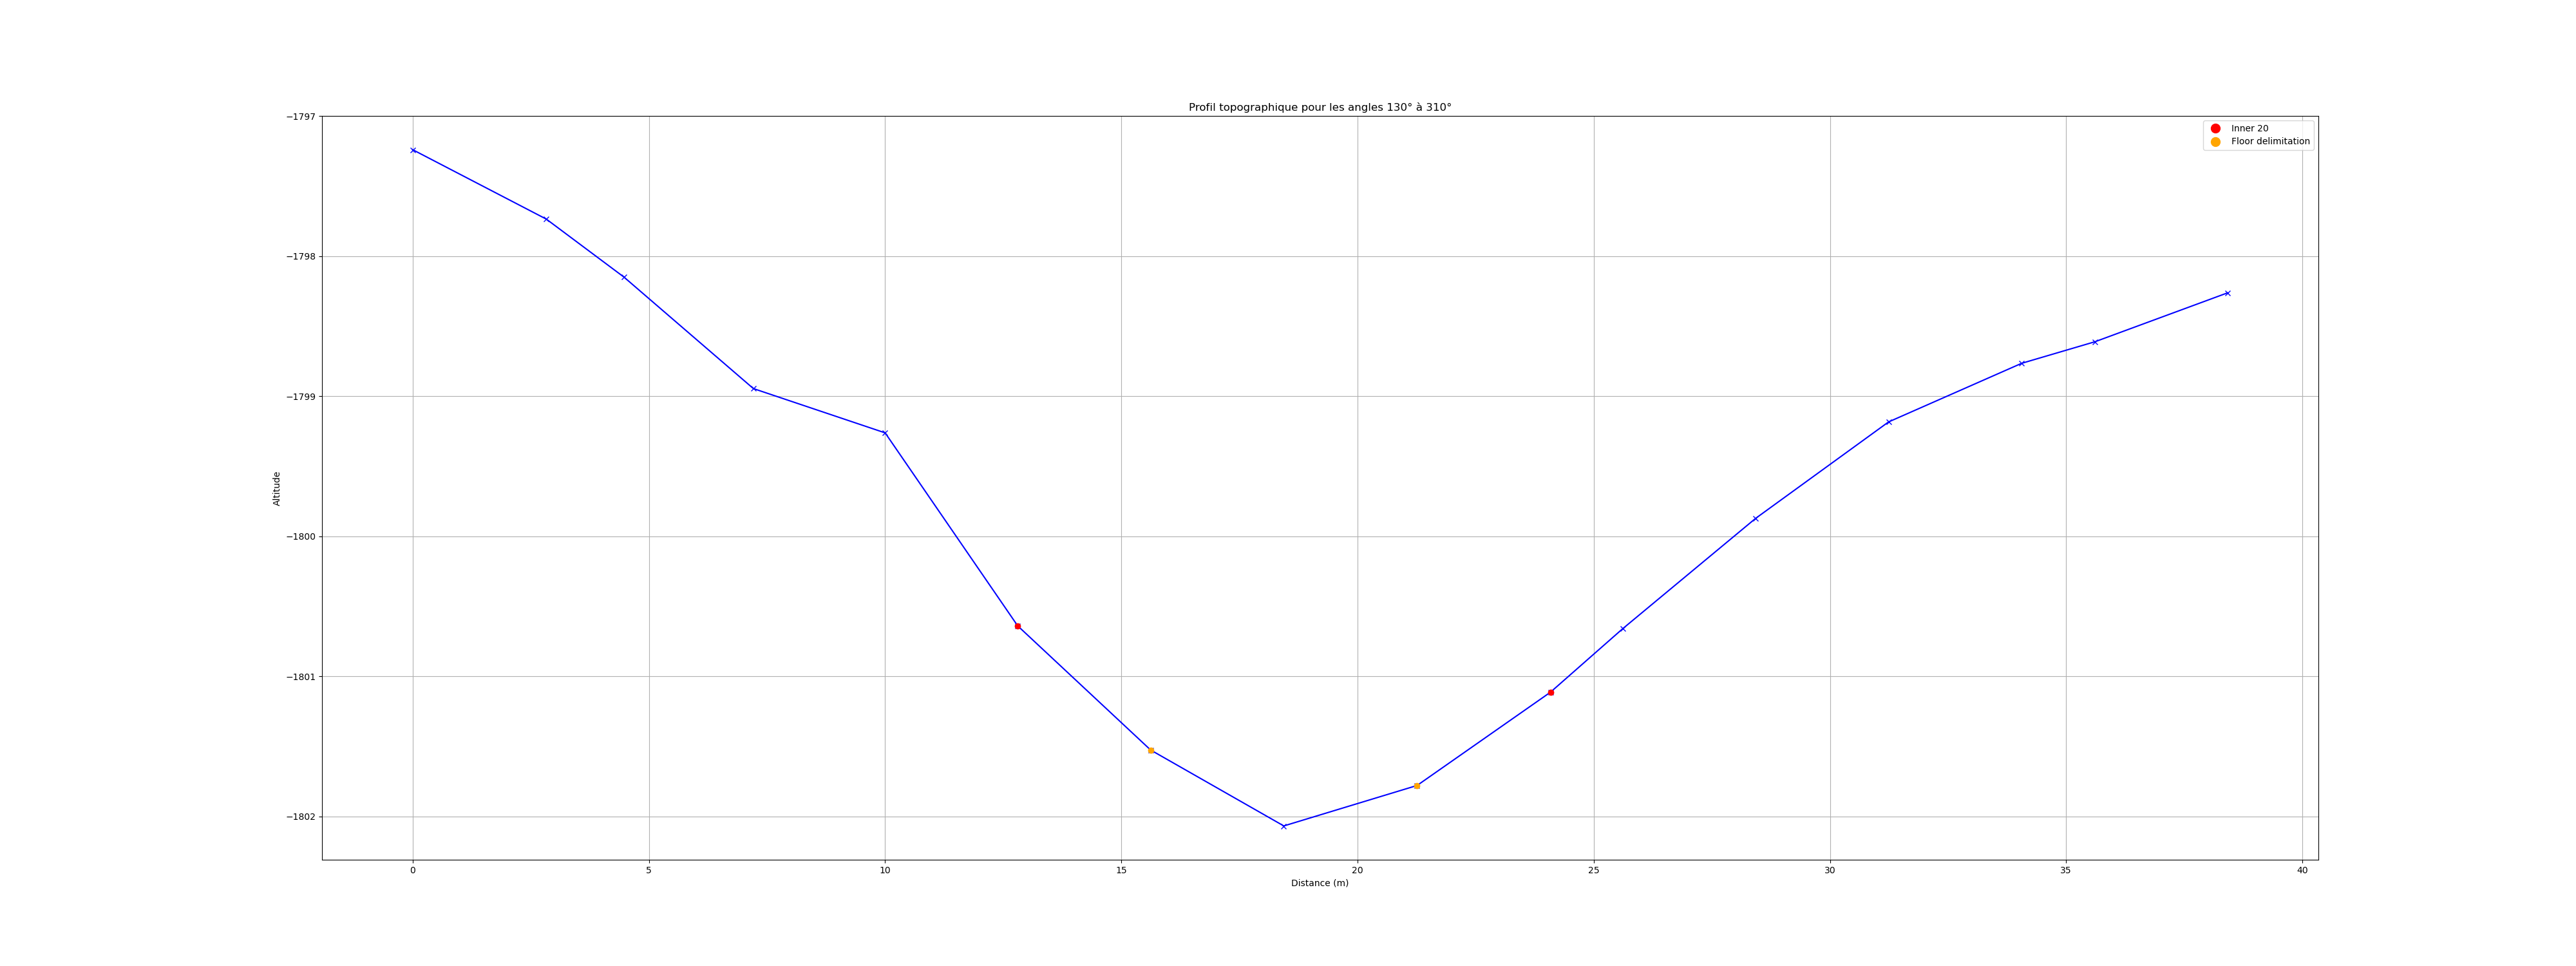 Profil topographique pour les angles 130° à 310°
−1797
Inner 20
Floor delimitation
−1798
−1799
Altitude
−1800
−1801
−1802
0 5 10 15 20 25 30 35 40
Distance (m)